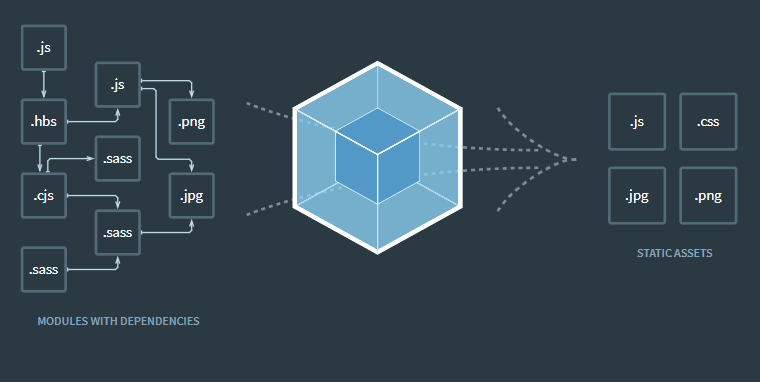 .js
.js
.hbs
.png
.sass
.cjs
.jpg
.sass
.sass
MODULES WITH DEPENDENCIES
.js
.css
.jpg
.png
STATIC ASSETS